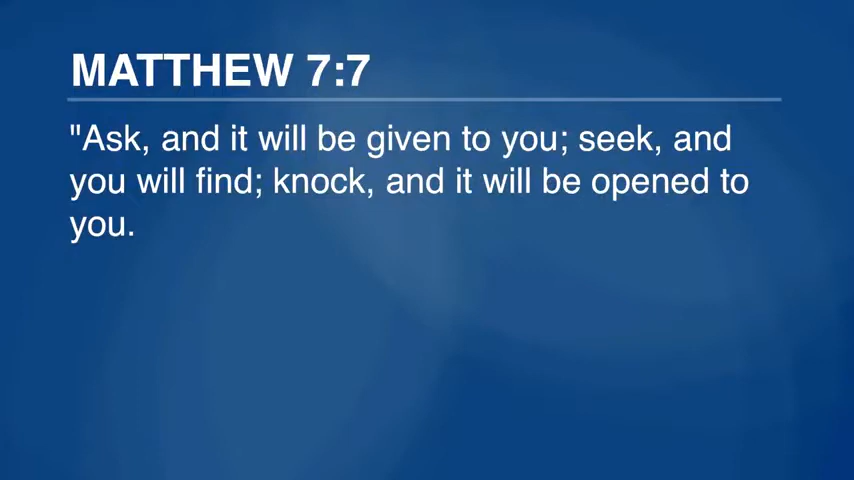 MATTHEW 7:7
"Ask, and it will be given to you; seek, and
you will find; knock, and it will be opened to
you.